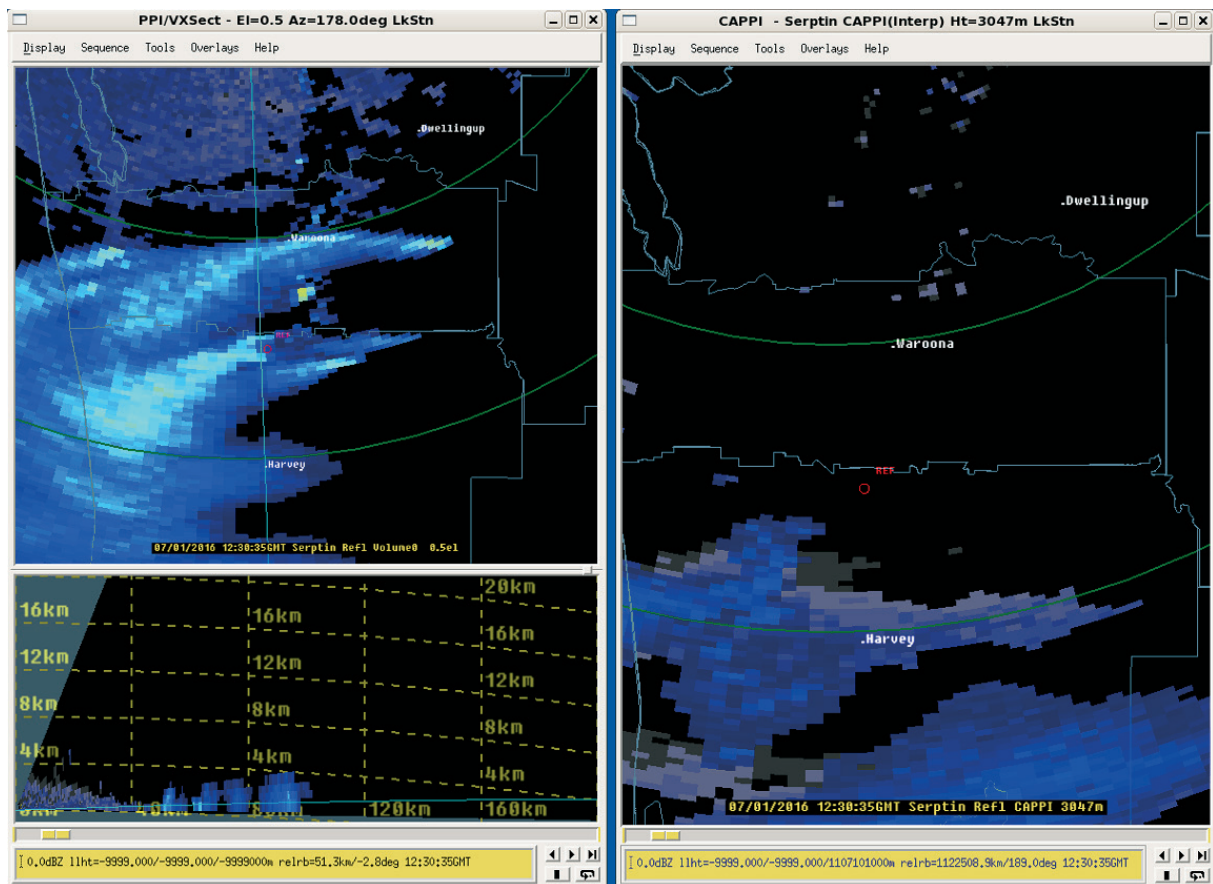 PPI/VXSect - El=0.5 Az=178.0deg LkStn
Display Sequence Tools Overlays Help
.Dwellingup
.Waroona
REF
.Harvey
07/01/2016 12:30:35GMT Serptin Refl Volume0 0.5el
20km
16km
16km
16km
12km
12km
12km
8km
8km
8km
4km
4km
4km
0km
40km
80km
120km
160km
0.0dBZ llht=-9999.000/-9999.000/-9999000m relrb=51.3km/-2.8deg 12:30:35GMT
CAPPI - Serptin CAPPI(Interp) Ht=3047m LkStn
Display Sequence Tools Overlays Help
.Dwellingup
.Waroona
REF
.Harvey
07/01/2016 12:30:35GMT Serptin Refl CAPPI 3047m
0.0dBZ llht=-9999.000/-9999.000/1107101000m relrb=1122508.9km/189.0deg 12:30:35GMT